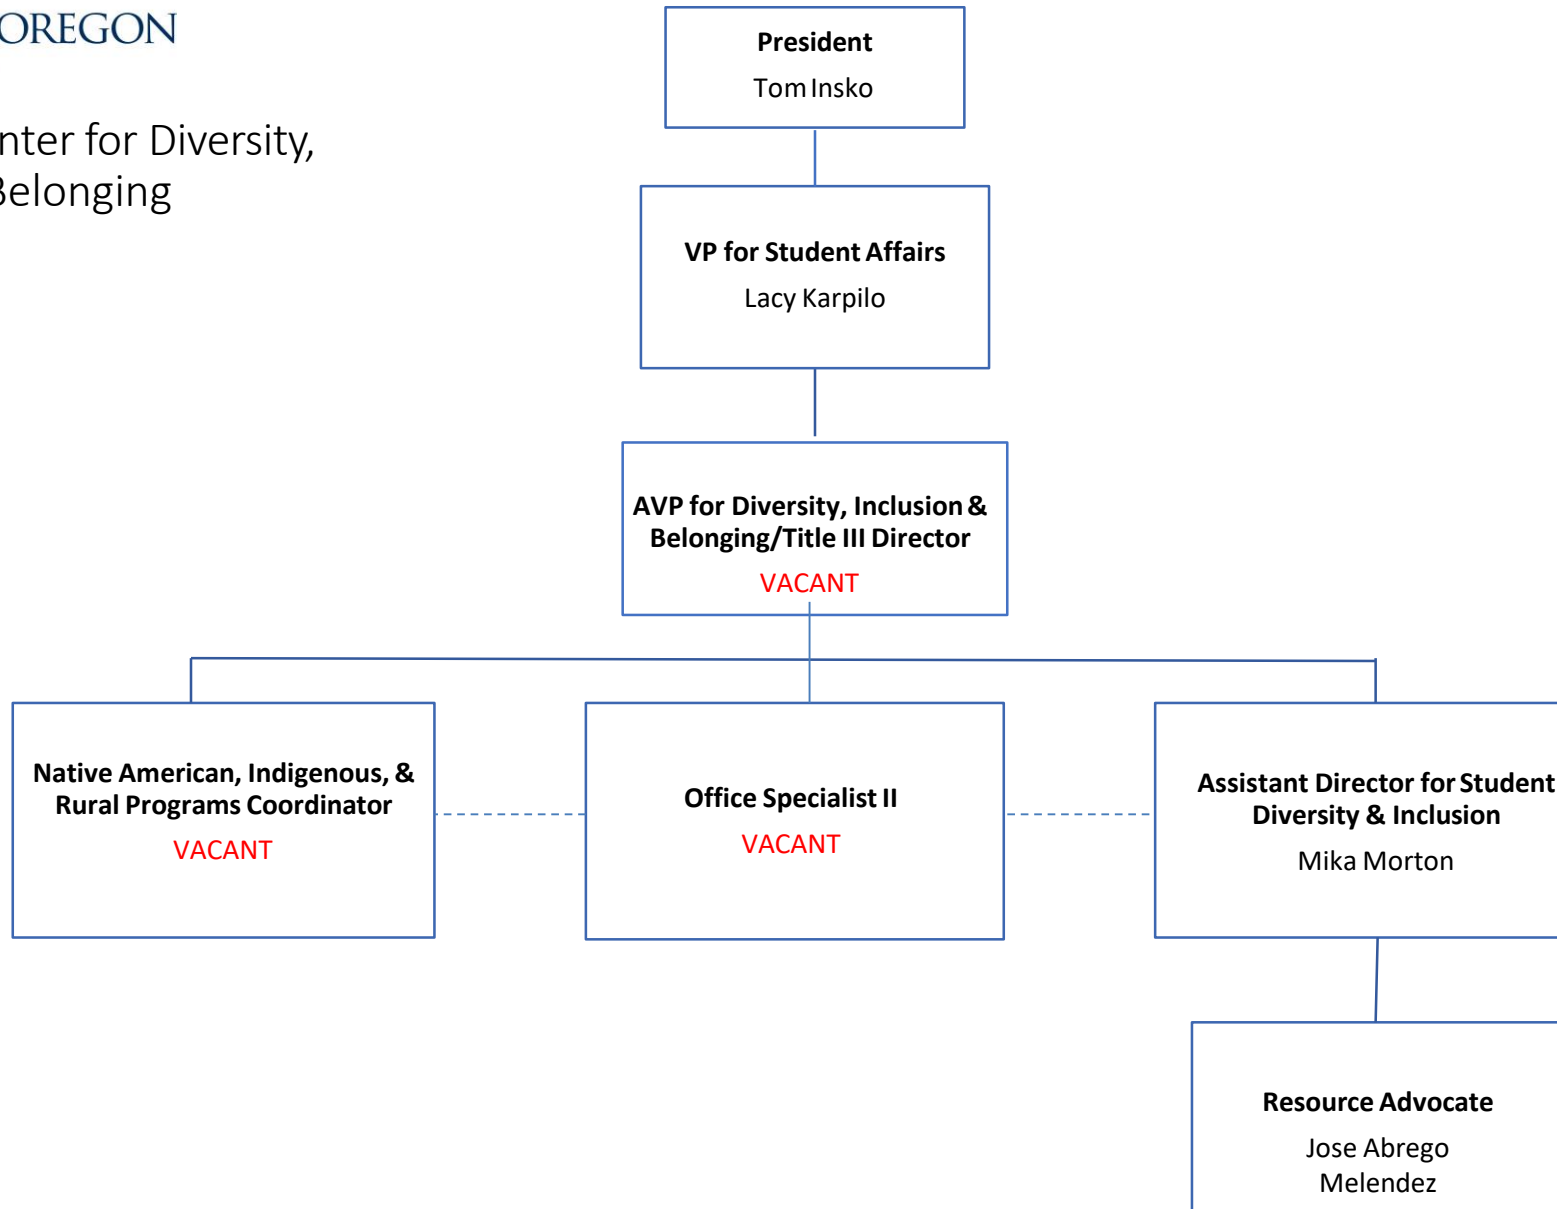 OREGON
nter for Diversity,
Belonging
President
Tom Insko
VP for Student Affairs
Lacy Karpilo
AVP for Diversity, Inclusion &
Belonging/Title III Director
VACANT
Native American, Indigenous, &
Rural Programs Coordinator
VACANT
Office Specialist II
VACANT
Assistant Director for Student
Diversity & Inclusion
Mika Morton
Resource Advocate
Jose Abrego
Melendez